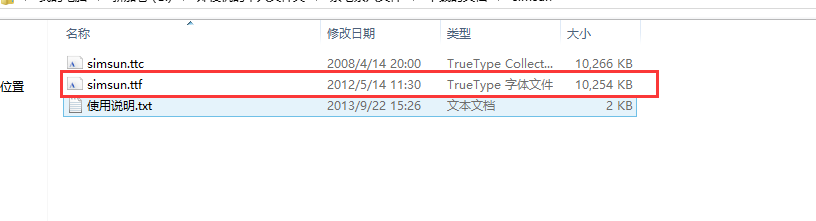 simsun
名称 修改日期 类型 大小
simsun.ttc 2008/4/14 20:00 TrueType Collect... 10,266 KB
位置
simsun.ttf 2012/5/14 11:30 TrueType 字体文件 10,254 KB
使用说明.txt 2013/9/22 15:26 文本文档 2 KB